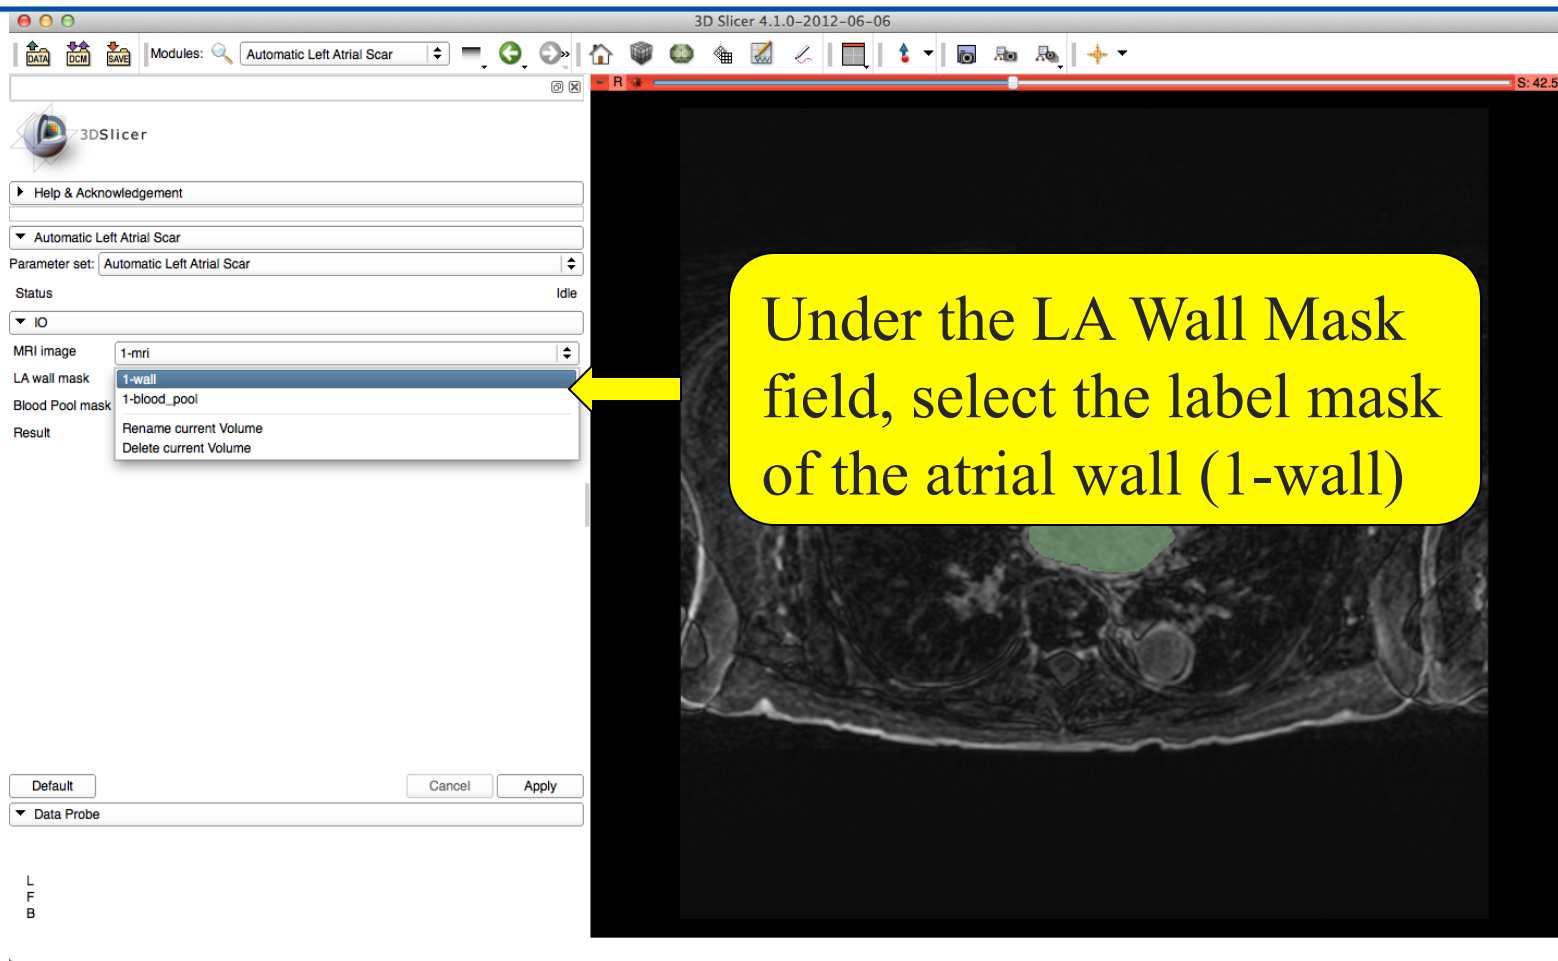 3D Slicer 4.1.0-2012-06-06
DATA DCM SAVE Modules: Automatic Left Atrial Scar
R S: 42.5
3DSlicer
Help & Acknowledgement
Automatic Left Atrial Scar
Parameter set: Automatic Left Atrial Scar
Status Idle
IO
MRI image 1-mri
LA wall mask 1-wall
Blood Pool mask 1-blood_pool
Result Rename current Volume
Delete current Volume
Under the LA Wall Mask
field, select the label mask
of the atrial wall (1-wall)
Default Cancel Apply
Data Probe
L
F
B